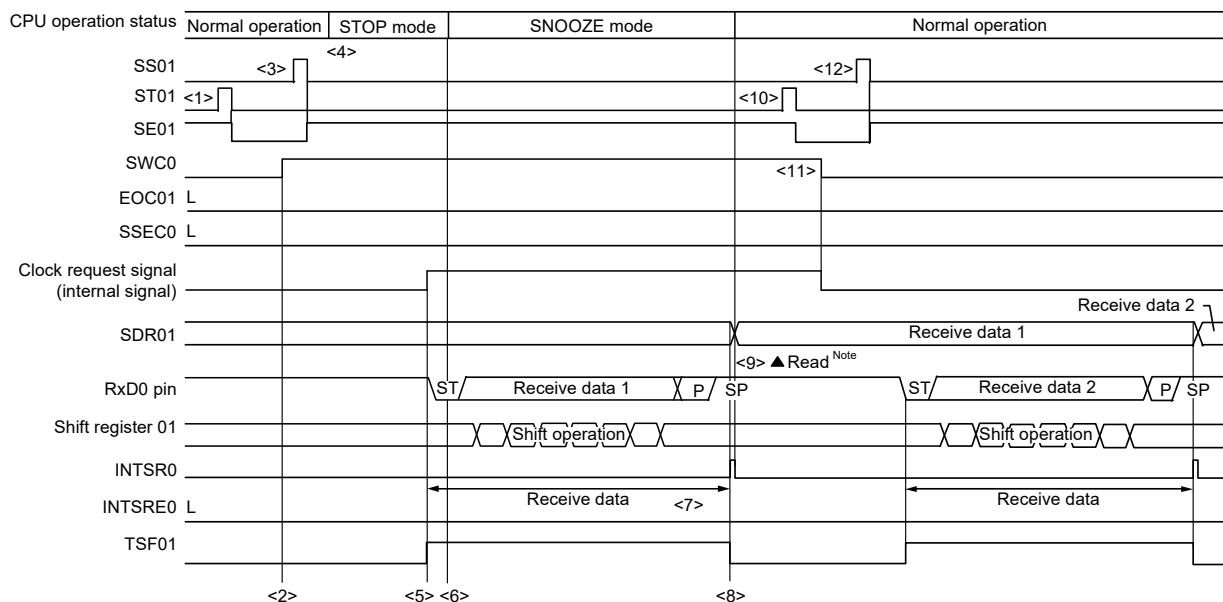 CPU operation status Normal operation STOP mode SNOOZE mode Normal operation
<4>
SS01 <3> <12>
ST01 <1> <10>
SE01
SWC0 <11>
EOC01 L
SSEC0 L
Clock request signal
(internal signal)
Receive data 2
SDR01 Receive data 1
<9> ▲ Read Note
RxD0 pin ST Receive data 1 P SP ST Receive data 2 P SP
Shift register 01 Shift operation Shift operation
INTSR0
Receive data Receive data
INTSRE0 L <7>
TSF01
<2> <5> <6> <8>